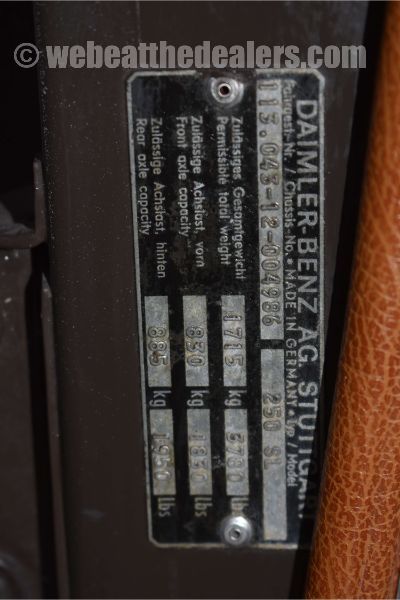 © webeatthedealers.com
DAIMLER-BENZ AG. STUTTGART
Fahrgest.-Nr. / Chassis-No. • MADE IN GERMANY • Typ / Model
113.043-12-004986 250 SL
Zulässiges Gesamtgewicht
Permissible total weight
1715 kg 3780 lbs
Zulässige Achslast, vorn
Front axle capacity
830 kg 1830 lbs
Zulässige Achslast, hinten
Rear axle capacity
885 kg 1950 lbs